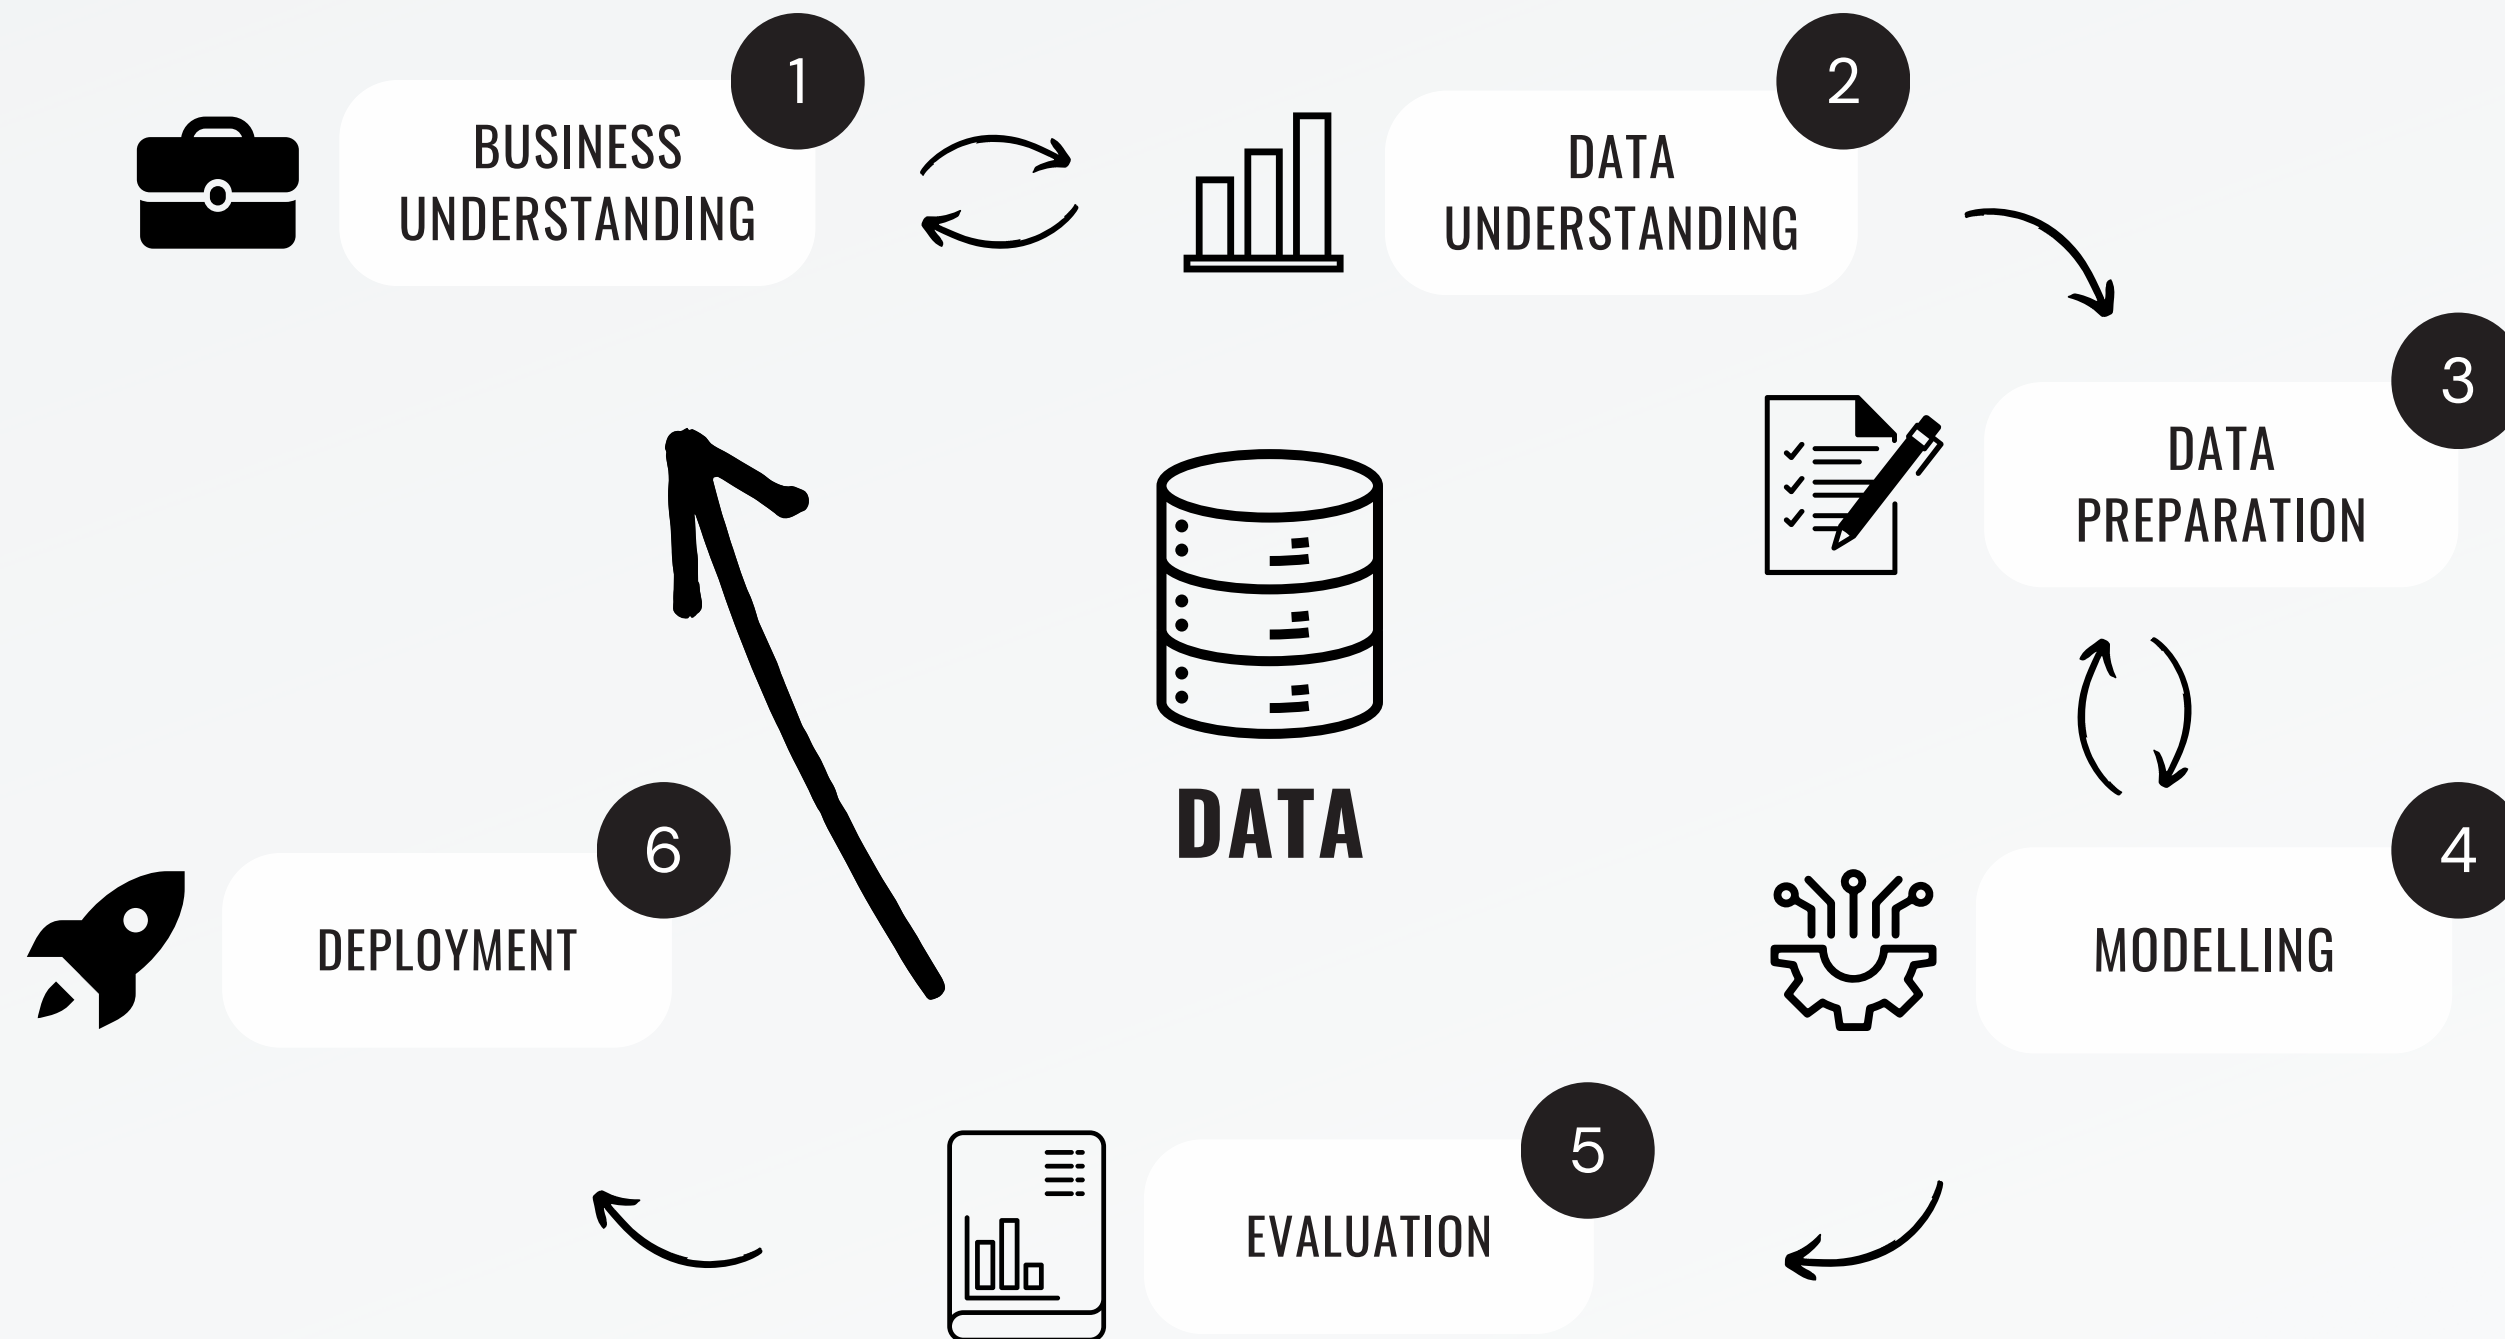 1
BUSINESS
UNDERSTANDING
2
DATA
UNDERSTANDING
3
DATA
PREPARATION
DATA
4
MODELLING
5
EVALUATION
6
DEPLOYMENT